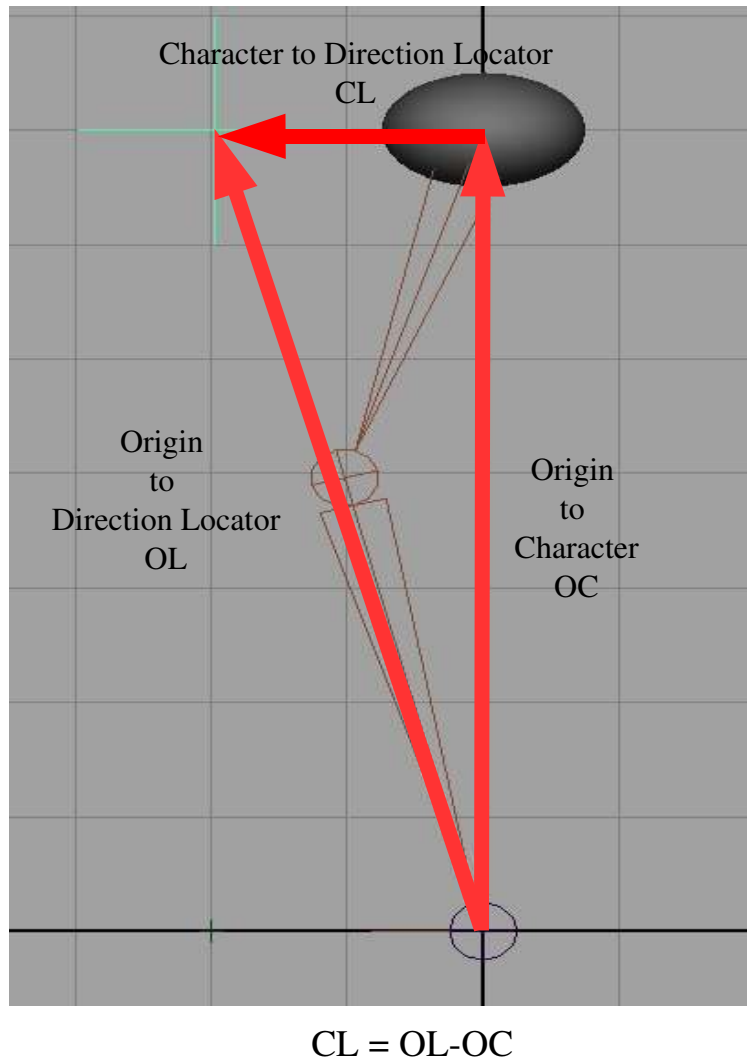 Character to Direction Locator
CL
Origin
to
Direction Locator
OL
Origin
to
Character
OC
CL = OL-OC